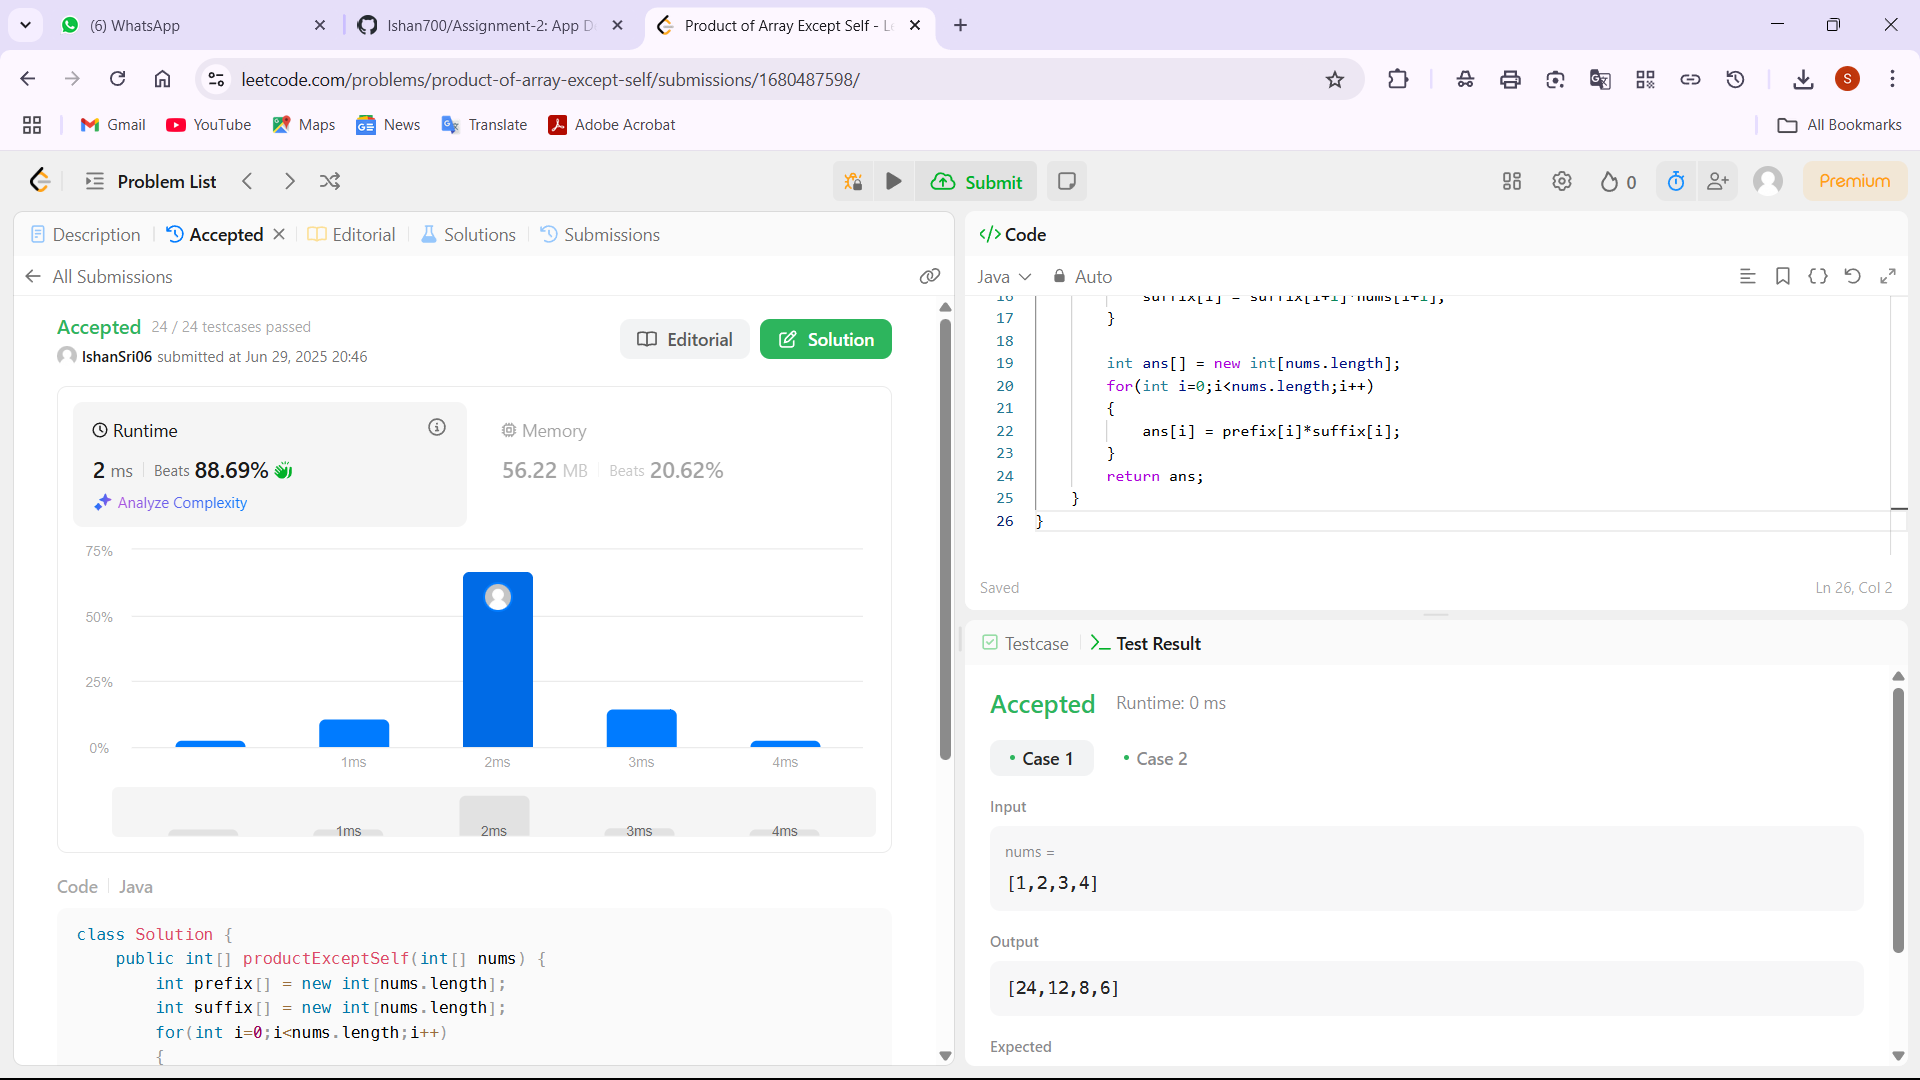 (6) WhatsApp
Ishan700/Assignment-2: App D
Product of Array Except Self - Le
leetcode.com/problems/product-of-array-except-self/submissions/1680487598/
S
Gmail
YouTube
Maps
News
Translate
Adobe Acrobat
All Bookmarks
Problem List
Submit
0
Premium
Description
Accepted
Editorial
Solutions
Submissions
All Submissions
Accepted 24 / 24 testcases passed
IshanSri06 submitted at Jun 29, 2025 20:46
Editorial
Solution
Runtime
2 ms Beats 88.69%
Analyze Complexity
Memory
56.22 MB Beats 20.62%
75%
50%
25%
0%
1ms
2ms
3ms
4ms
1ms
2ms
3ms
4ms
Code Java
class Solution {
public int[] productExceptSelf(int[] nums) {
int prefix[] = new int[nums.length];
int suffix[] = new int[nums.length];
for(int i=0;i<nums.length;i++)
{
</> Code
Java
Auto
16 suffix[i] = suffix[i+1]*nums[i+1];
17 }
18
19 int ans[] = new int[nums.length];
20 for(int i=0;i<nums.length;i++)
21 {
22 ans[i] = prefix[i]*suffix[i];
23 }
24 return ans;
25 }
26 }
Saved
Ln 26, Col 2
Testcase
Test Result
Accepted Runtime: 0 ms
Case 1
Case 2
Input
nums =
[1,2,3,4]
Output
[24,12,8,6]
Expected